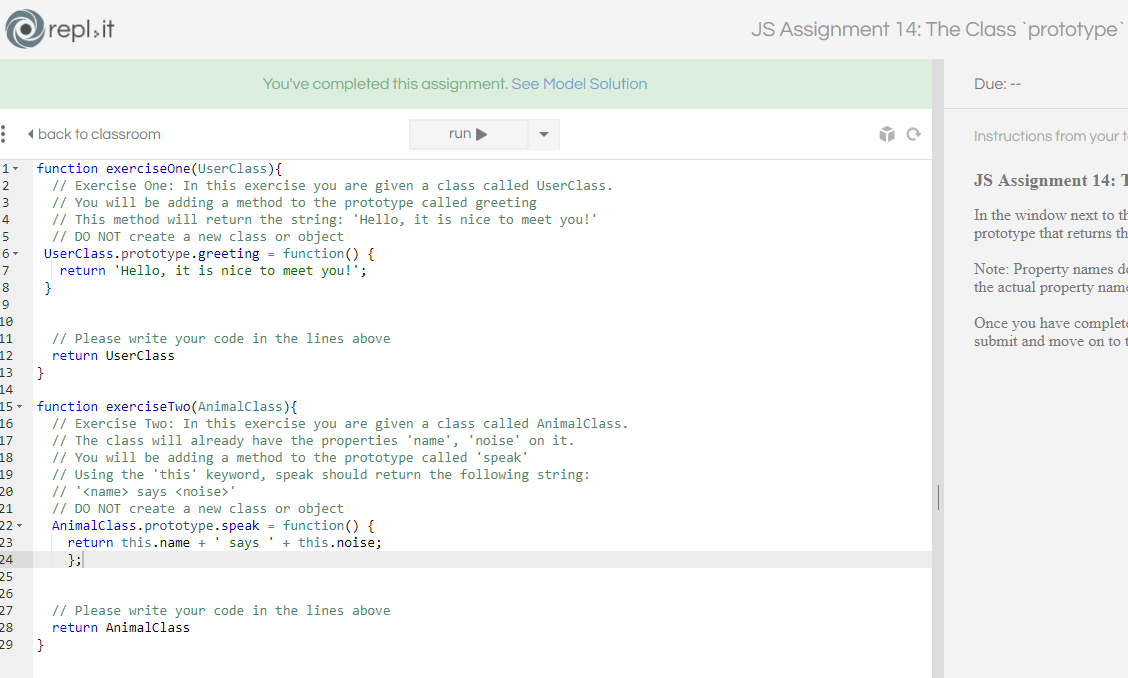 repl.it
JS Assignment 14: The Class `prototype`
You've completed this assignment. See Model Solution
Due: --
back to classroom
run
Instructions from your t
1 function exerciseOne(UserClass){
2 // Exercise One: In this exercise you are given a class called UserClass.
3 // You will be adding a method to the prototype called greeting
4 // This method will return the string: 'Hello, it is nice to meet you!'
5 // DO NOT create a new class or object
6 UserClass.prototype.greeting = function() {
7 return 'Hello, it is nice to meet you!';
8 }
9
10
11 // Please write your code in the lines above
12 return UserClass
13 }
14
15 function exerciseTwo(AnimalClass){
16 // Exercise Two: In this exercise you are given a class called AnimalClass.
17 // The class will already have the properties 'name', 'noise' on it.
18 // You will be adding a method to the prototype called 'speak'
19 // Using the 'this' keyword, speak should return the following string:
20 // '<name> says <noise>'
21 // DO NOT create a new class or object
22 AnimalClass.prototype.speak = function() {
23 return this.name + ' says ' + this.noise;
24 };
25
26
27 // Please write your code in the lines above
28 return AnimalClass
29 }
JS Assignment 14: T
In the window next to th
prototype that returns th
Note: Property names d
the actual property name
Once you have complete
submit and move on to t